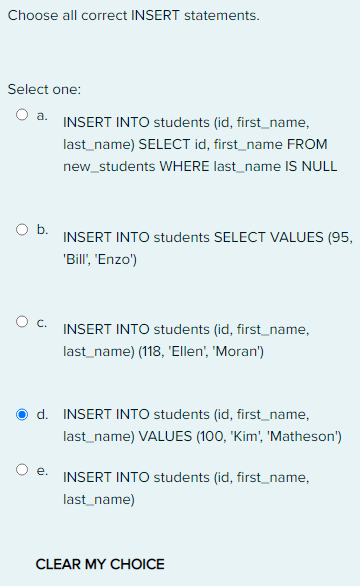 Choose all correct INSERT statements.
Select one:
a.
INSERT INTO students (id, first_name,
last_name) SELECT id, first_name FROM
new_students WHERE last_name IS NULL
b.
INSERT INTO students SELECT VALUES (95,
'Bill', 'Enzo')
c.
INSERT INTO students (id, first_name,
last_name) (118, 'Ellen', 'Moran')
d. INSERT INTO students (id, first_name,
last_name) VALUES (100, 'Kim', 'Matheson')
e.
INSERT INTO students (id, first_name,
last_name)
CLEAR MY CHOICE